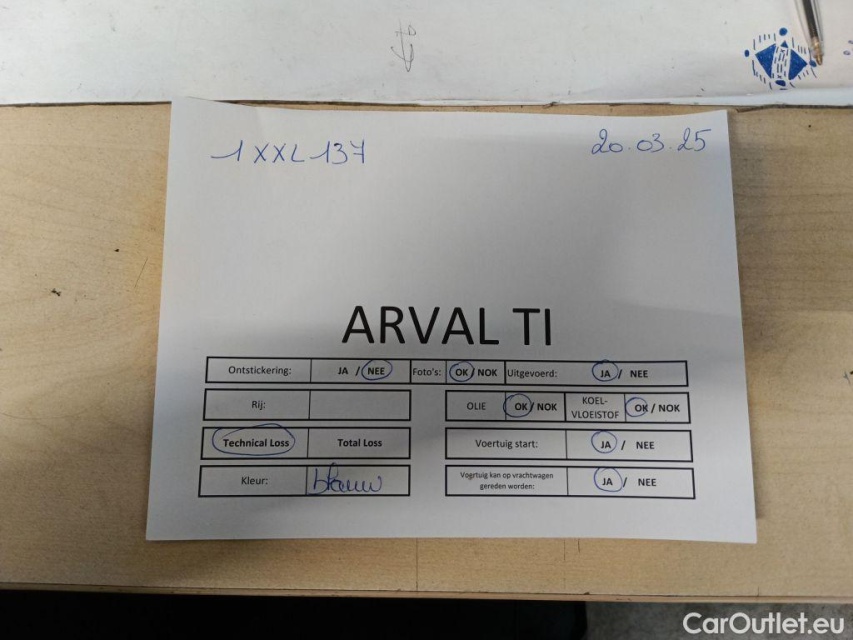 1XXL137 20.03.25
ARVAL TI
Ontstickering: JA / NEE Foto's: OK / NOK Uitgevoerd: JA / NEE
Rij: OLIE OK / NOK KOEL-VLOEISTOF OK / NOK
Technical Loss Total Loss Voertuig start: JA / NEE
Kleur: blauw Vogrtuig kan op vrachtwagen gereden worden: JA / NEE
CarOutlet.eu